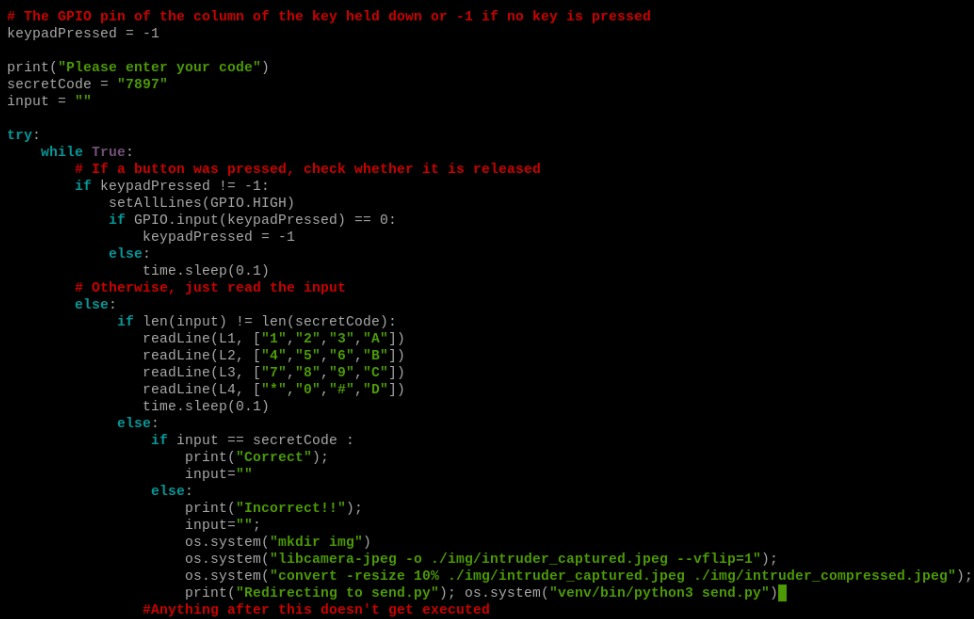 # The GPIO pin of the column of the key held down or -1 if no key is pressed
keypadPressed = -1

print("Please enter your code")
secretCode = "7897"
input = ""

try:
    while True:
        # If a button was pressed, check whether it is released
        if keypadPressed != -1:
            setAllLines(GPIO.HIGH)
            if GPIO.input(keypadPressed) == 0:
                keypadPressed = -1
            else:
                time.sleep(0.1)
        # Otherwise, just read the input
        else:
             if len(input) != len(secretCode):
                readLine(L1, ["1","2","3","A"])
                readLine(L2, ["4","5","6","B"])
                readLine(L3, ["7","8","9","C"])
                readLine(L4, ["*","0","#","D"])
                time.sleep(0.1)
             else:
                 if input == secretCode :
                     print("Correct");
                     input=""
                 else:
                     print("Incorrect!!");
                     input="";
                     os.system("mkdir img")
                     os.system("libcamera-jpeg -o ./img/intruder_captured.jpeg --vflip=1");
                     os.system("convert -resize 10% ./img/intruder_captured.jpeg ./img/intruder_compressed.jpeg");
                     print("Redirecting to send.py"); os.system("venv/bin/python3 send.py")
                #Anything after this doesn't get executed